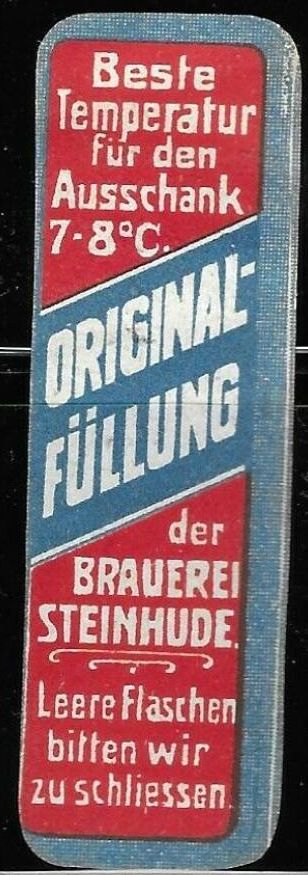 Beste
Temperatur
für den
Ausschank
7-8°C.
ORIGINAL-
FÜLLUNG
der
BRAUEREI
STEINHUDE.
Leere Flaschen
bitten wir
zu schliessen.